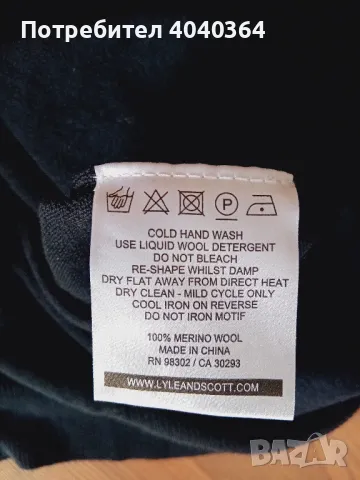 Потребител 4040364
P
COLD HAND WASH
USE LIQUID WOOL DETERGENT
DO NOT BLEACH
RE-SHAPE WHILST DAMP
DRY FLAT AWAY FROM DIRECT HEAT
DRY CLEAN - MILD CYCLE ONLY
COOL IRON ON REVERSE
DO NOT IRON MOTIF
100% MERINO WOOL
MADE IN CHINA
RN 98302 / CA 30293
WWW.LYLEANDSCOTT.COM
BAZAR